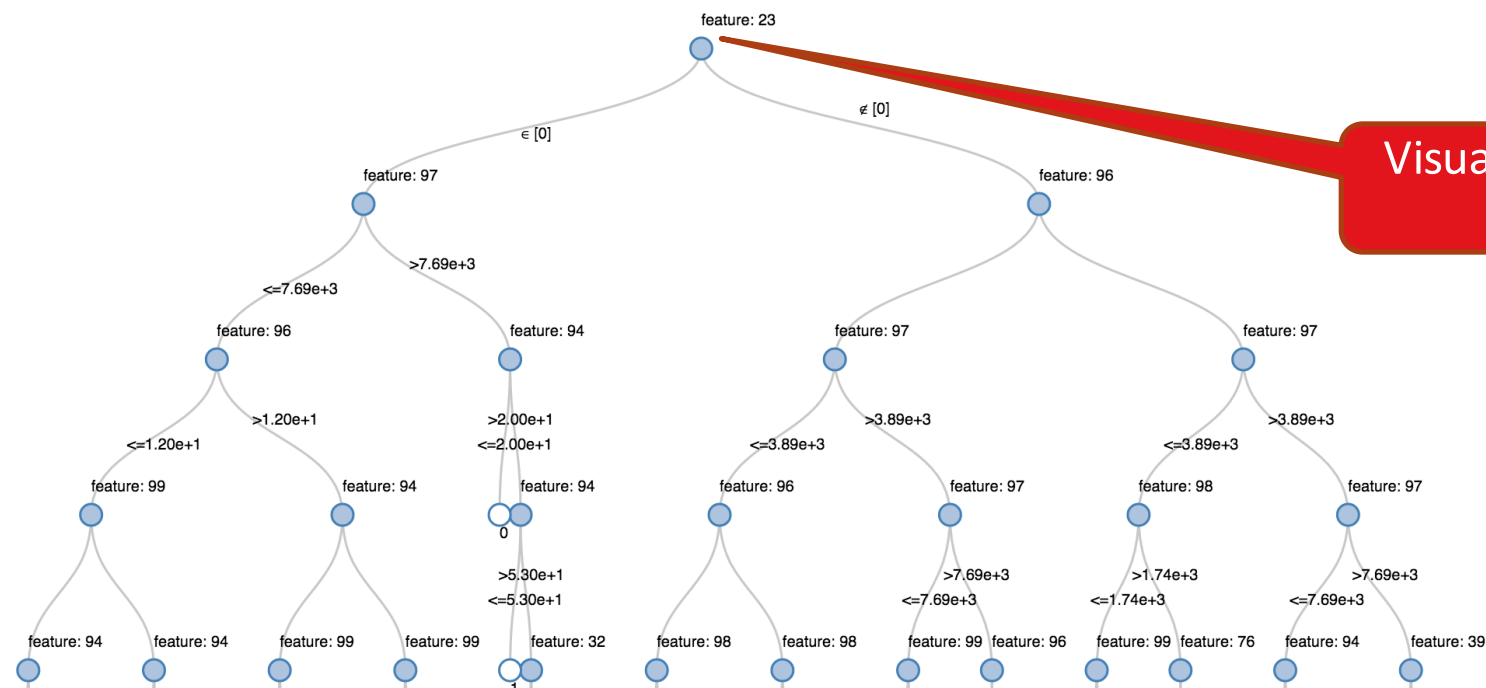 feature: 23
∈ [0]
∉ [0]
Visua
feature: 97
feature: 96
<=7.69e+3
>7.69e+3
feature: 96
feature: 94
feature: 97
feature: 97
<=1.20e+1
>1.20e+1
>2.00e+1
<=2.00e+1
<=3.89e+3
>3.89e+3
<=3.89e+3
>3.89e+3
feature: 99
feature: 94
0
feature: 94
feature: 96
feature: 97
feature: 98
feature: 97
>5.30e+1
<=5.30e+1
<=7.69e+3
>7.69e+3
<=1.74e+3
>1.74e+3
<=7.69e+3
>7.69e+3
feature: 94
feature: 94
feature: 99
feature: 99
1
feature: 32
feature: 98
feature: 98
feature: 99
feature: 96
feature: 99
feature: 76
feature: 94
feature: 39